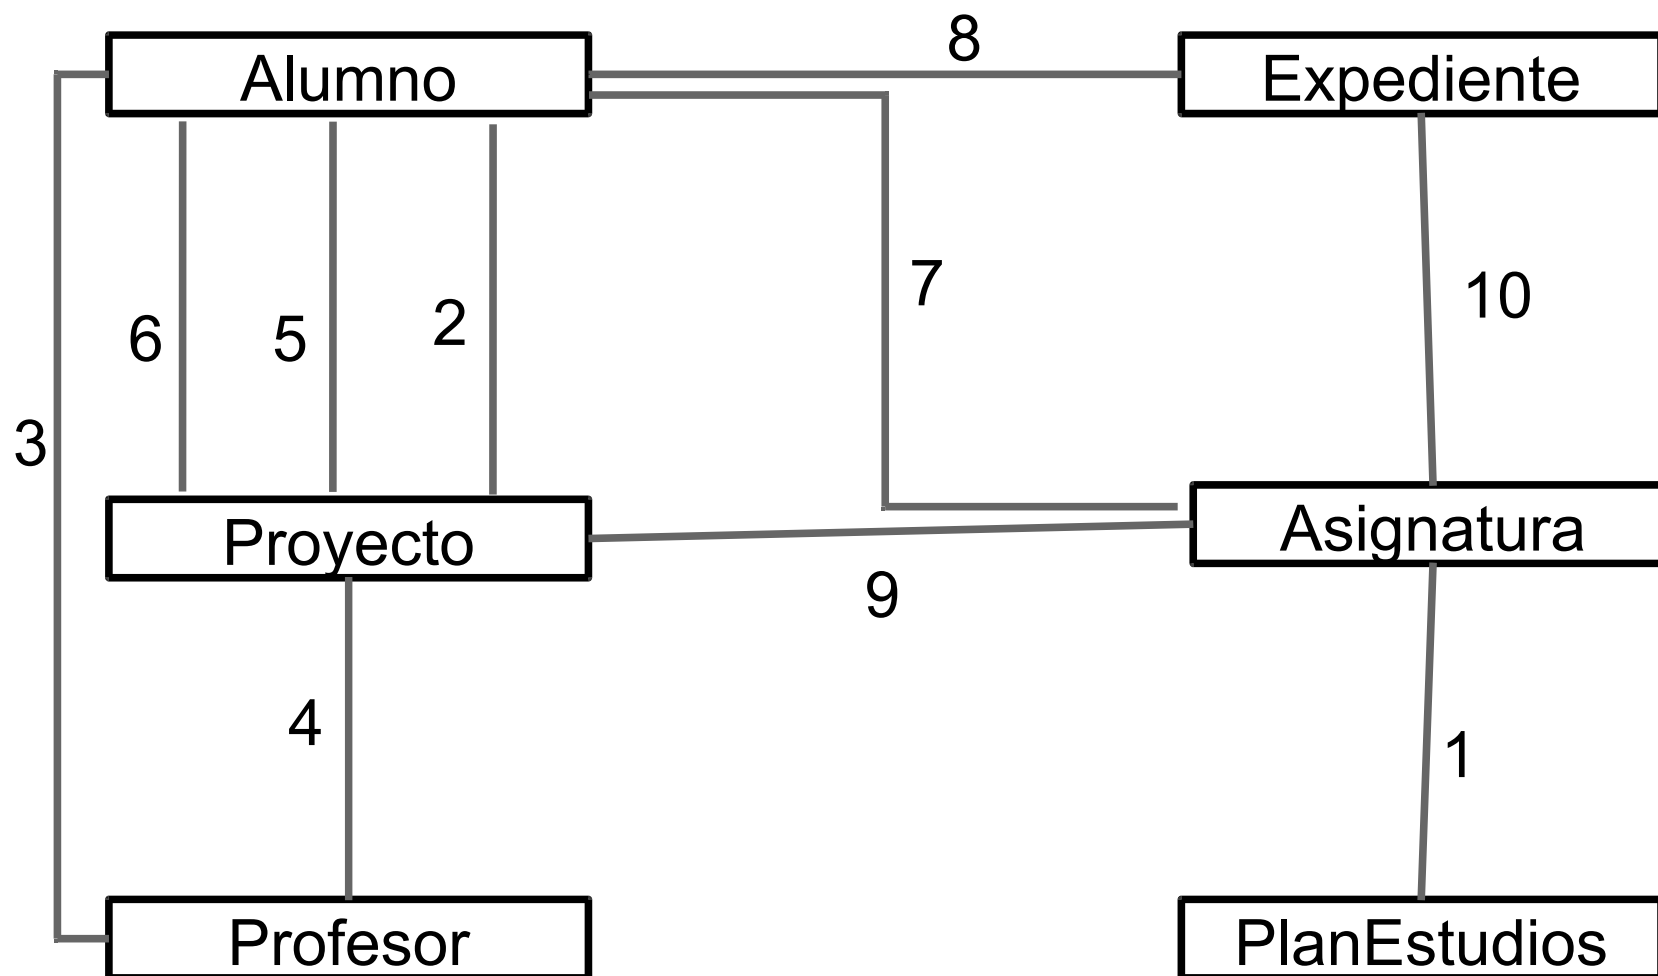 8
Alumno
Expediente
7
10
6
5
2
3
Proyecto
Asignatura
9
4
1
Profesor
PlanEstudios